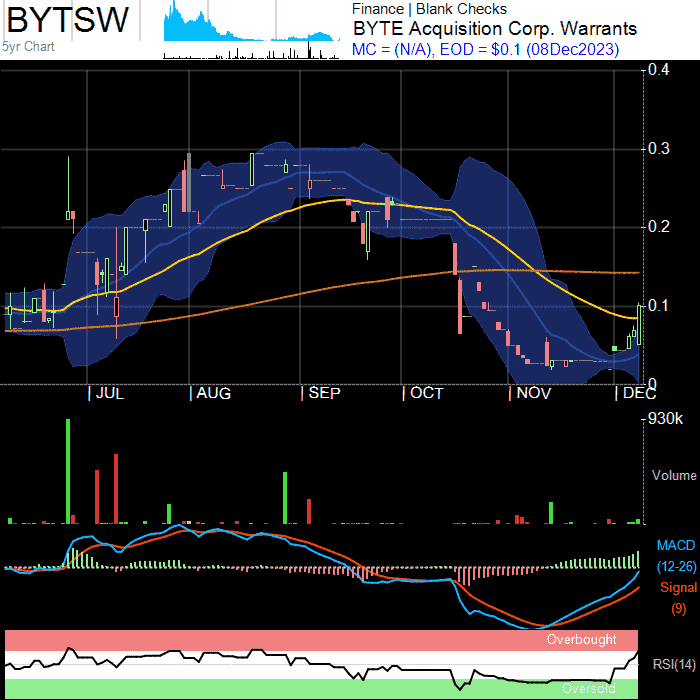 BYTSW
5yr Chart
Finance | Blank Checks
BYTE Acquisition Corp. Warrants
MC = (N/A), EOD = $0.1 (08Dec2023)
0.4
0.3
0.2
0.1
0
JUL AUG SEP OCT NOV DEC
930k
Volume
MACD
(12-26)
Signal
(9)
Overbought
RSI(14)
Oversold